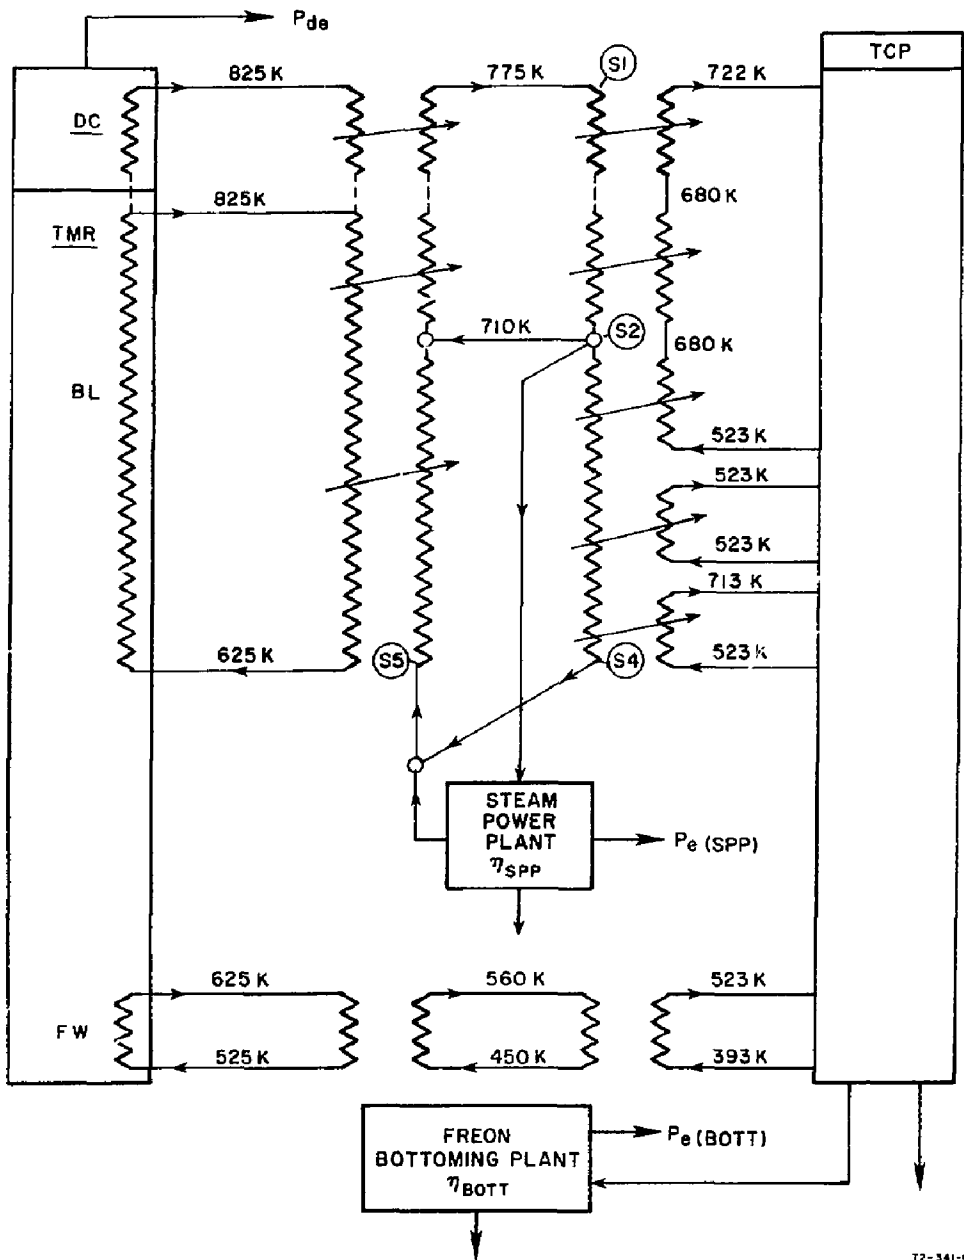 Pde
TCP
825 K
775 K
S1
722 K
DC
680 K
825 K
TMR
710 K
S2
680 K
BL
523 K
523 K
523 K
713 K
625 K
S5
S4
523 K
STEAM
POWER
PLANT
ηSPP
Pe (SPP)
625 K
560 K
523 K
FW
525 K
450 K
393 K
FREON
BOTTOMING PLANT
ηBOTT
Pe (BOTT)